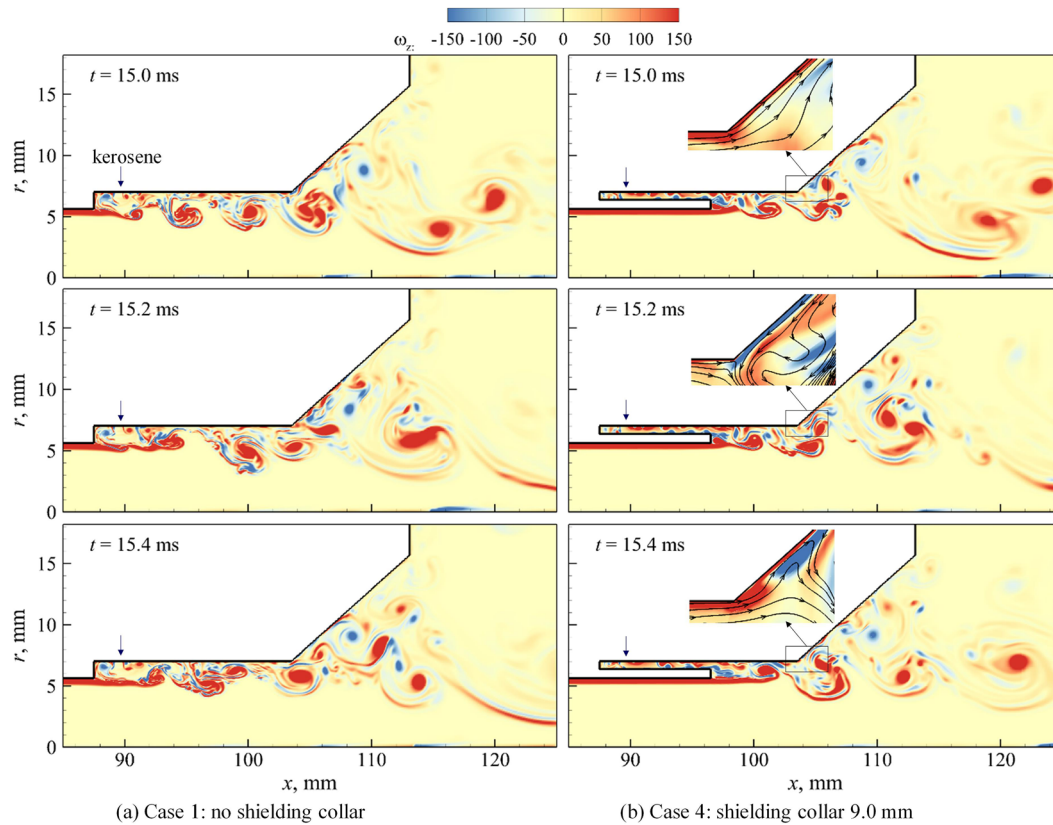 ω_z: -150 -100 -50 0 50 100 150
t = 15.0 ms
kerosene
15
10
5
0
r, mm
t = 15.0 ms
t = 15.2 ms
15
10
5
0
r, mm
t = 15.2 ms
t = 15.4 ms
15
10
5
0
r, mm
t = 15.4 ms
90 100 110 120
x, mm
90 100 110 120
x, mm
(a) Case 1: no shielding collar
(b) Case 4: shielding collar 9.0 mm